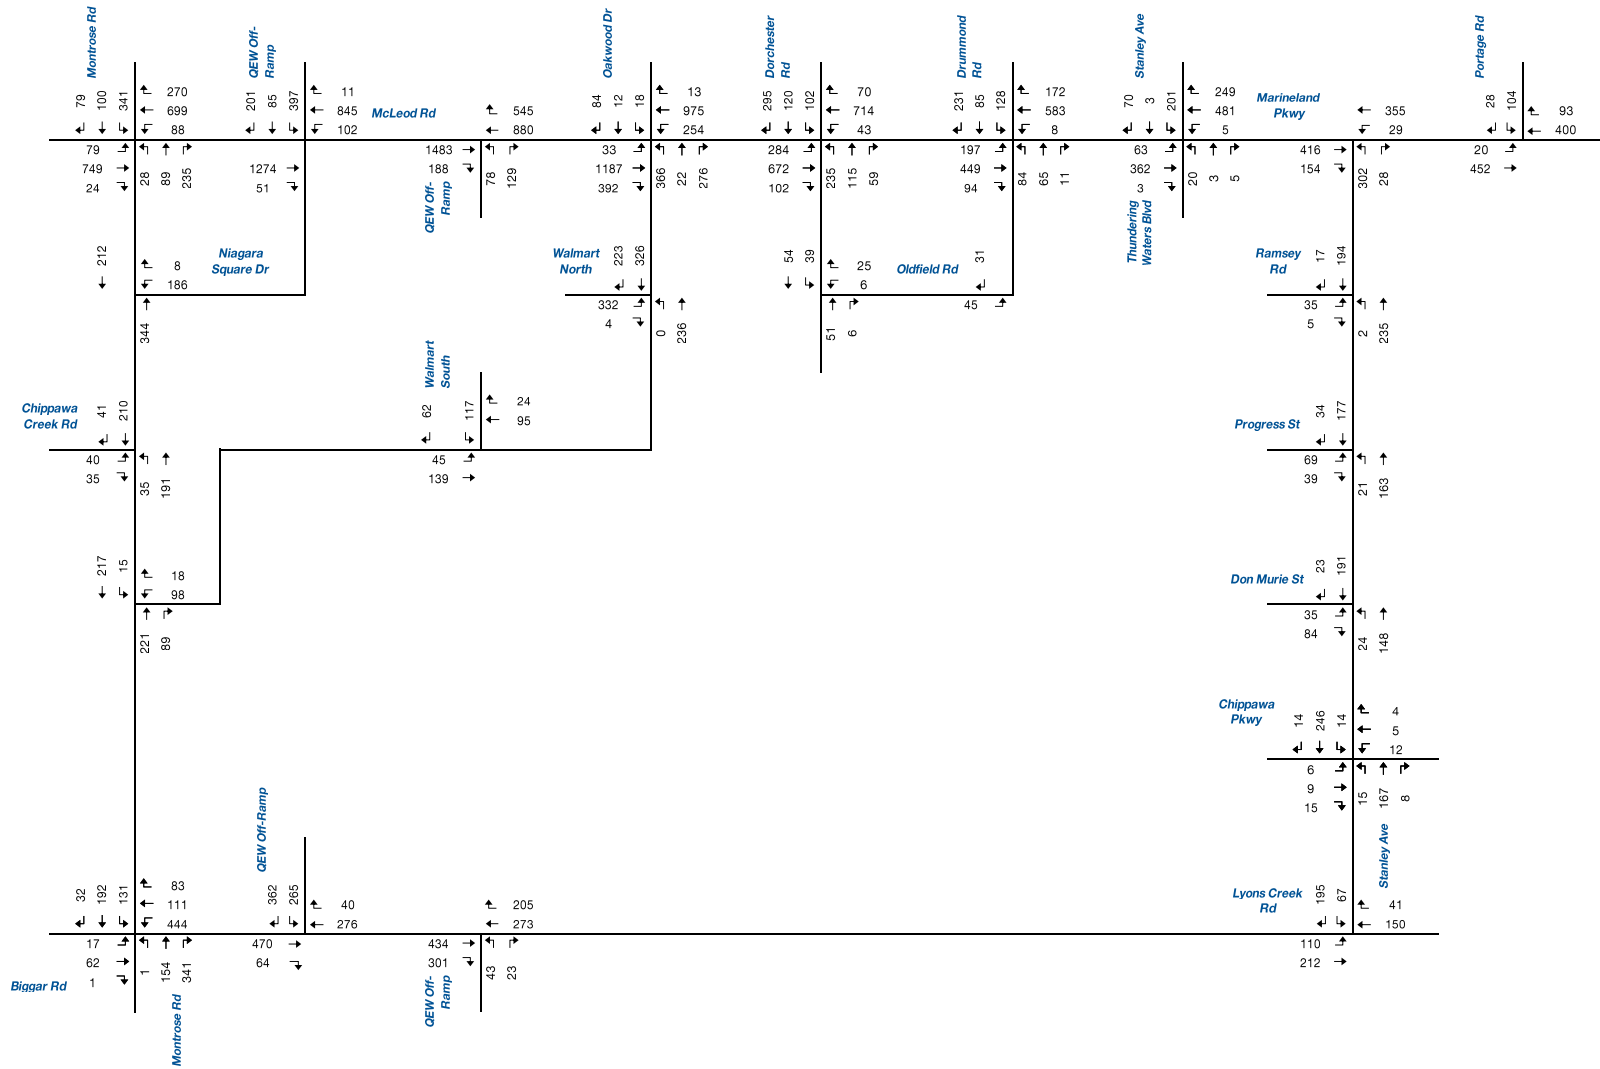 Montrose Rd
QEW Off-
Ramp
Oakwood Dr
Dorchester
Rd
Drummond
Rd
Stanley Ave
Portage Rd
79 100 341
270
699
88
201 85 397
11
845
102
McLeod Rd
545
880
84 12 18
13
975
254
295 120 102
70
714
43
231 85 128
172
583
8
70 3 201
249
481
5
Marineland
Pkwy
355
29
28 104
93
400
79
749
24
28 89 235
1274
51
1483
188
QEW Off-
Ramp
78 129
33
1187
392
366 22 276
284
672
102
235 115 59
197
449
94
84 65 11
63
362
3
Thundering
Waters Blvd
20 3 5
416
154
302 28
20
452
212
8
186
Niagara
Square Dr
344
Walmart
North
223 326
332
4
0 236
54 39
25
6
51 6
Oldfield Rd
31
45
Ramsey
Rd
17 194
35
5
2 235
Chippawa
Creek Rd
41 210
40
35
35 191
Walmart
South
62 117
24
95
45
139
Progress St
34 177
69
39
21 163
217 15
18
98
221 89
Don Murie St
23 191
35
84
24 148
Chippawa
Pkwy
14 246 14
4
5
12
6
9
15
15 167 8
32 192 131
83
111
444
QEW Off-Ramp
362 265
40
276
205
273
Lyons Creek
Rd
195 67
Stanley Ave
41
150
17
62
1
Biggar Rd
1 154 341
Montrose Rd
470
64
434
301
QEW Off-
Ramp
43 23
110
212